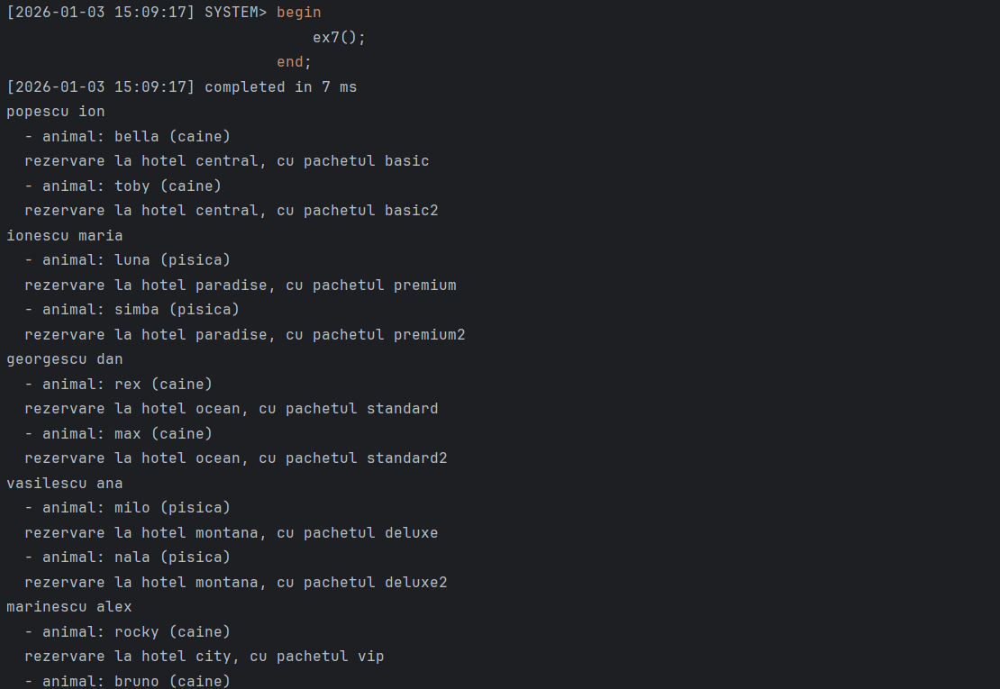 [2026-01-03 15:09:17] SYSTEM> begin
ex7();
end;
[2026-01-03 15:09:17] completed in 7 ms
popescu ion
- animal: bella (caine)
rezervare la hotel central, cu pachetul basic
- animal: toby (caine)
rezervare la hotel central, cu pachetul basic2
ionescu maria
- animal: luna (pisica)
rezervare la hotel paradise, cu pachetul premium
- animal: simba (pisica)
rezervare la hotel paradise, cu pachetul premium2
georgescu dan
- animal: rex (caine)
rezervare la hotel ocean, cu pachetul standard
- animal: max (caine)
rezervare la hotel ocean, cu pachetul standard2
vasilescu ana
- animal: milo (pisica)
rezervare la hotel montana, cu pachetul deluxe
- animal: nala (pisica)
rezervare la hotel montana, cu pachetul deluxe2
marinescu alex
- animal: rocky (caine)
rezervare la hotel city, cu pachetul vip
- animal: bruno (caine)